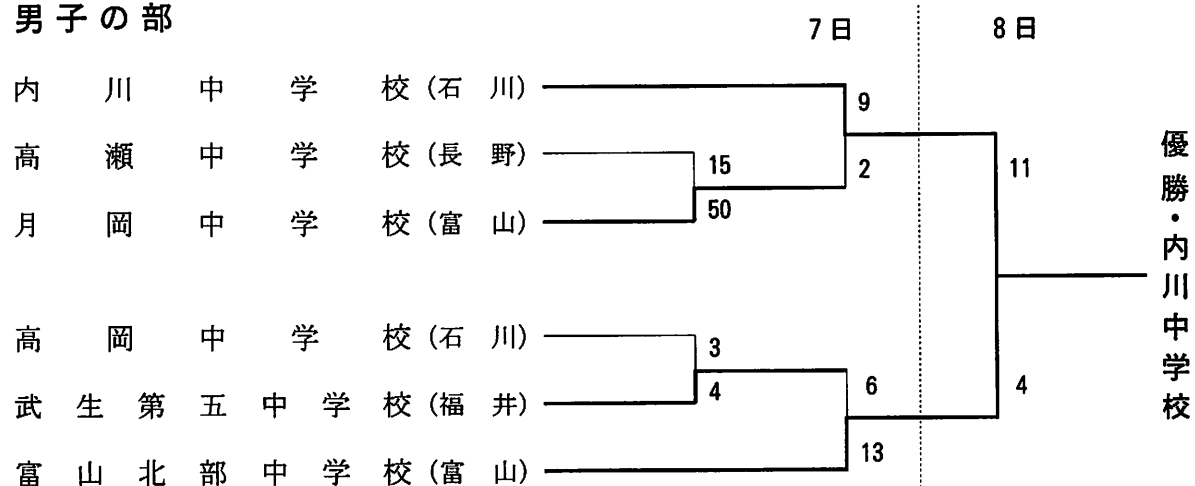 男子の部
7日 8日
内川中学校(石川)
9
高瀬中学校(長野)
15
2
11
50
月岡中学校(富山)
優勝・内川中学校
高岡中学校(石川)
3
4
6
4
武生第五中学校(福井)
13
富山北部中学校(富山)